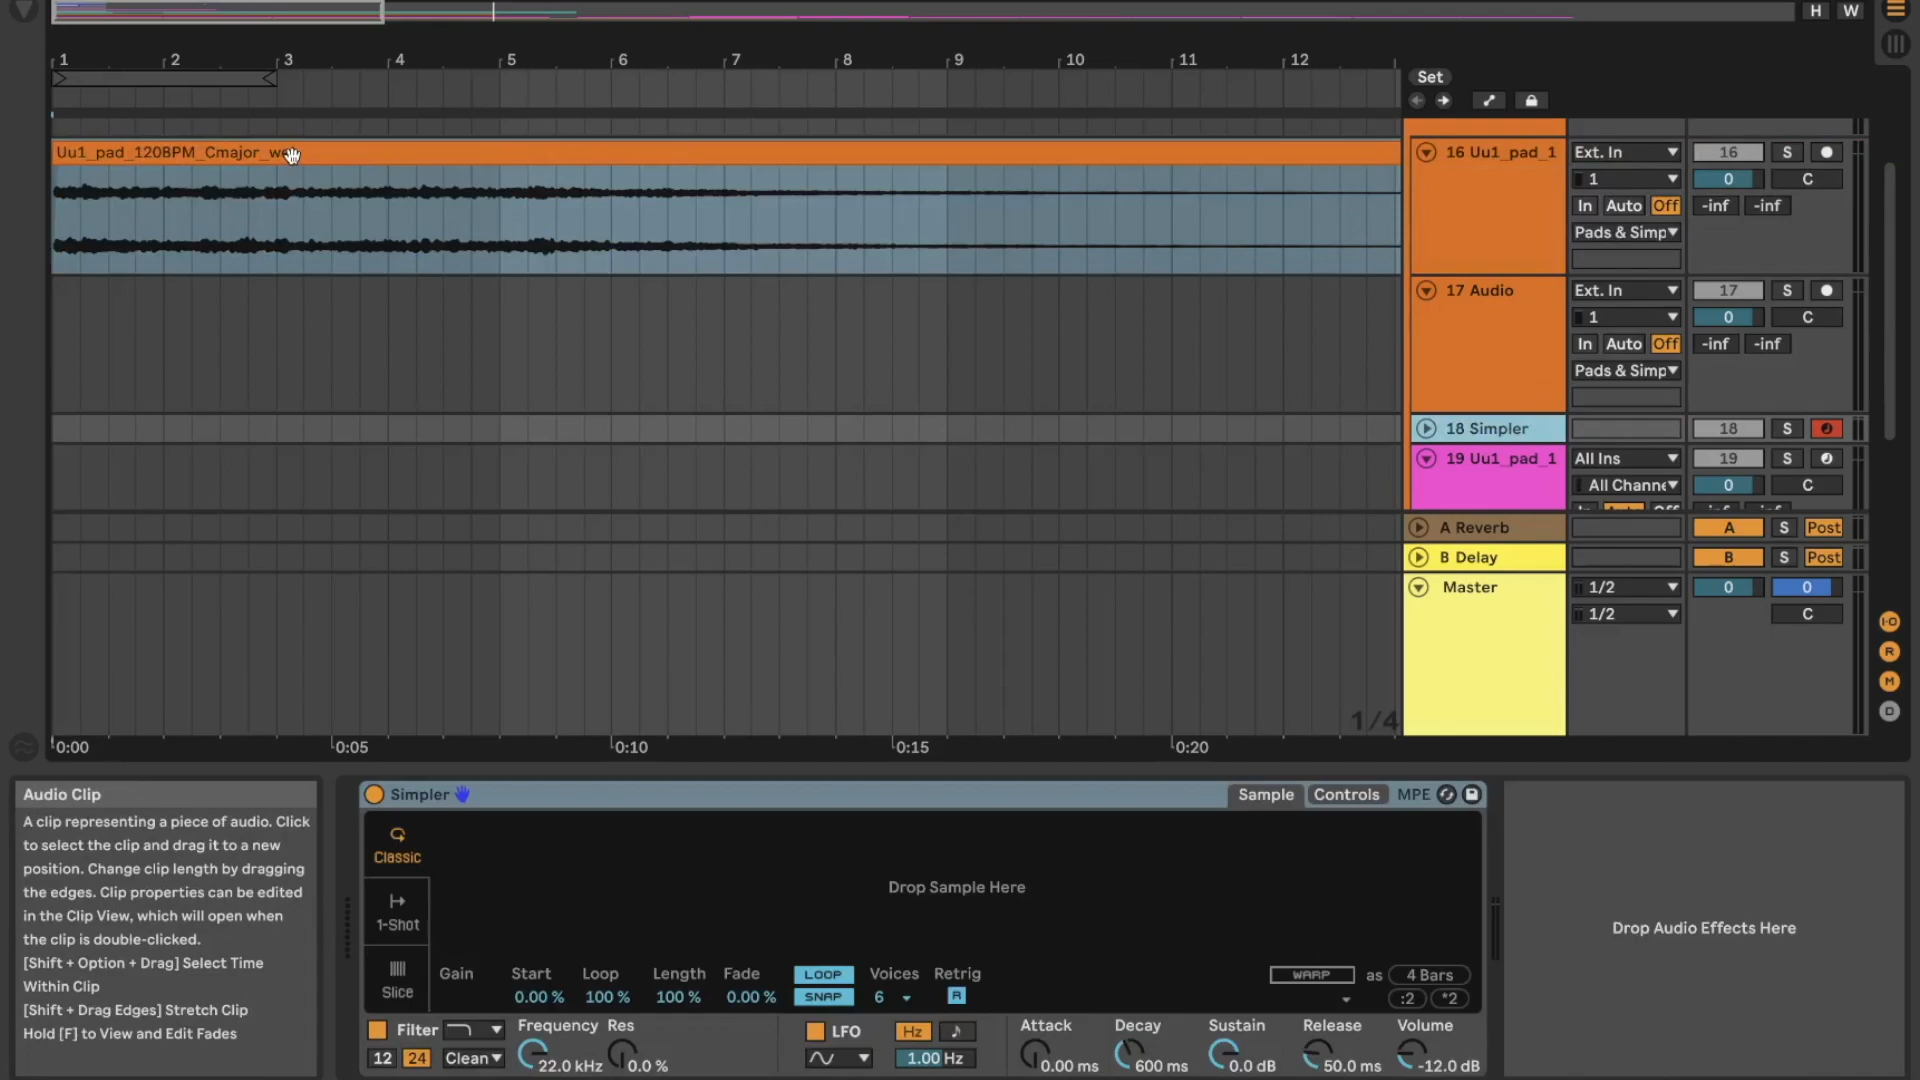 H W
1 2 3 4 5 6 7 8 9 10 11 12
Set
Uu1_pad_120BPM_Cmajor_w
16 Uu1_pad_1 Ext. In 16 S
1 0 C
In Auto Off -inf -inf
Pads & Simp
17 Audio Ext. In 17 S
1 0 C
In Auto Off -inf -inf
Pads & Simp
18 Simpler 18 S
19 Uu1_pad_1 All Ins 19 S
All Channe 0 C
A Reverb A S Post
B Delay B S Post
Master 1/2 0 0
1/2 C
I·O
R
M
D
1/4
0:00 0:05 0:10 0:15 0:20
Audio Clip
A clip representing a piece of audio. Click
to select the clip and drag it to a new
position. Change clip length by dragging
the edges. Clip properties can be edited
in the Clip View, which will open when
the clip is double-clicked.
[Shift + Option + Drag] Select Time
Within Clip
[Shift + Drag Edges] Stretch Clip
Hold [F] to View and Edit Fades
Simpler Sample Controls MPE
Classic
1-Shot
Slice
Drop Sample Here
Gain Start Loop Length Fade LOOP Voices Retrig WARP as 4 Bars
0.00 % 100 % 100 % 0.00 % SNAP 6 R :2 *2
Filter Frequency Res LFO Hz Attack Decay Sustain Release Volume
12 24 Clean 22.0 kHz 0.0 % 1.00 Hz 0.00 ms 600 ms 0.0 dB 50.0 ms -12.0 dB
Drop Audio Effects Here